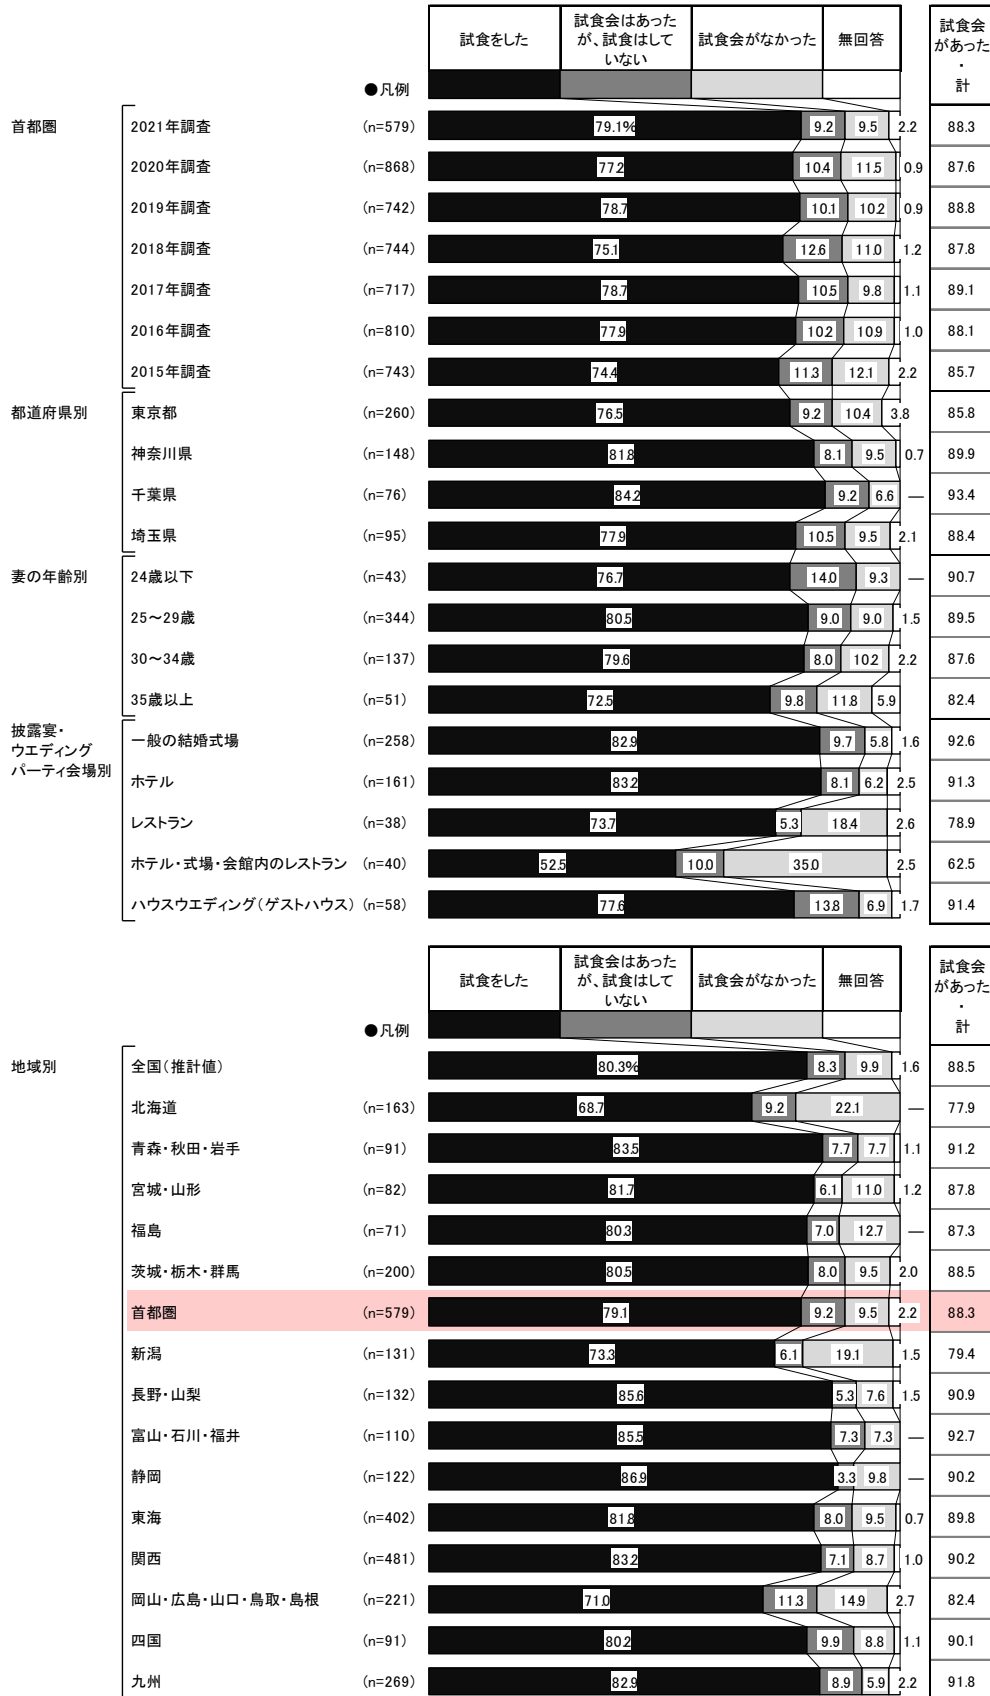 試食をした 試食会はあったが、試食はしていない 試食会がなかった 無回答 試食会があった・計
●凡例
首都圏 2021年調査 (n=579) 79.1% 9.2 9.5 2.2 88.3
2020年調査 (n=868) 77.2 10.4 11.5 0.9 87.6
2019年調査 (n=742) 78.7 10.1 10.2 0.9 88.8
2018年調査 (n=744) 75.1 12.6 11.0 1.2 87.8
2017年調査 (n=717) 78.7 10.5 9.8 1.1 89.1
2016年調査 (n=810) 77.9 10.2 10.9 1.0 88.1
2015年調査 (n=743) 74.4 11.3 12.1 2.2 85.7
都道府県別 東京都 (n=260) 76.5 9.2 10.4 3.8 85.8
神奈川県 (n=148) 81.8 8.1 9.5 0.7 89.9
千葉県 (n=76) 84.2 9.2 6.6 — 93.4
埼玉県 (n=95) 77.9 10.5 9.5 2.1 88.4
妻の年齢別 24歳以下 (n=43) 76.7 14.0 9.3 — 90.7
25～29歳 (n=344) 80.5 9.0 9.0 1.5 89.5
30～34歳 (n=137) 79.6 8.0 10.2 2.2 87.6
35歳以上 (n=51) 72.5 9.8 11.8 5.9 82.4
披露宴・ウエディングパーティ会場別 一般の結婚式場 (n=258) 82.9 9.7 5.8 1.6 92.6
ホテル (n=161) 83.2 8.1 6.2 2.5 91.3
レストラン (n=38) 73.7 5.3 18.4 2.6 78.9
ホテル・式場・会館内のレストラン (n=40) 52.5 10.0 35.0 2.5 62.5
ハウスウエディング(ゲストハウス) (n=58) 77.6 13.8 6.9 1.7 91.4
試食をした 試食会はあったが、試食はしていない 試食会がなかった 無回答 試食会があった・計
●凡例
地域別 全国(推計値) 80.3% 8.3 9.9 1.6 88.5
北海道 (n=163) 68.7 9.2 22.1 — 77.9
青森・秋田・岩手 (n=91) 83.5 7.7 7.7 1.1 91.2
宮城・山形 (n=82) 81.7 6.1 11.0 1.2 87.8
福島 (n=71) 80.3 7.0 12.7 — 87.3
茨城・栃木・群馬 (n=200) 80.5 8.0 9.5 2.0 88.5
首都圏 (n=579) 79.1 9.2 9.5 2.2 88.3
新潟 (n=131) 73.3 6.1 19.1 1.5 79.4
長野・山梨 (n=132) 85.6 5.3 7.6 1.5 90.9
富山・石川・福井 (n=110) 85.5 7.3 7.3 — 92.7
静岡 (n=122) 86.9 3.3 9.8 — 90.2
東海 (n=402) 81.8 8.0 9.5 0.7 89.8
関西 (n=481) 83.2 7.1 8.7 1.0 90.2
岡山・広島・山口・鳥取・島根 (n=221) 71.0 11.3 14.9 2.7 82.4
四国 (n=91) 80.2 9.9 8.8 1.1 90.1
九州 (n=269) 82.9 8.9 5.9 2.2 91.8